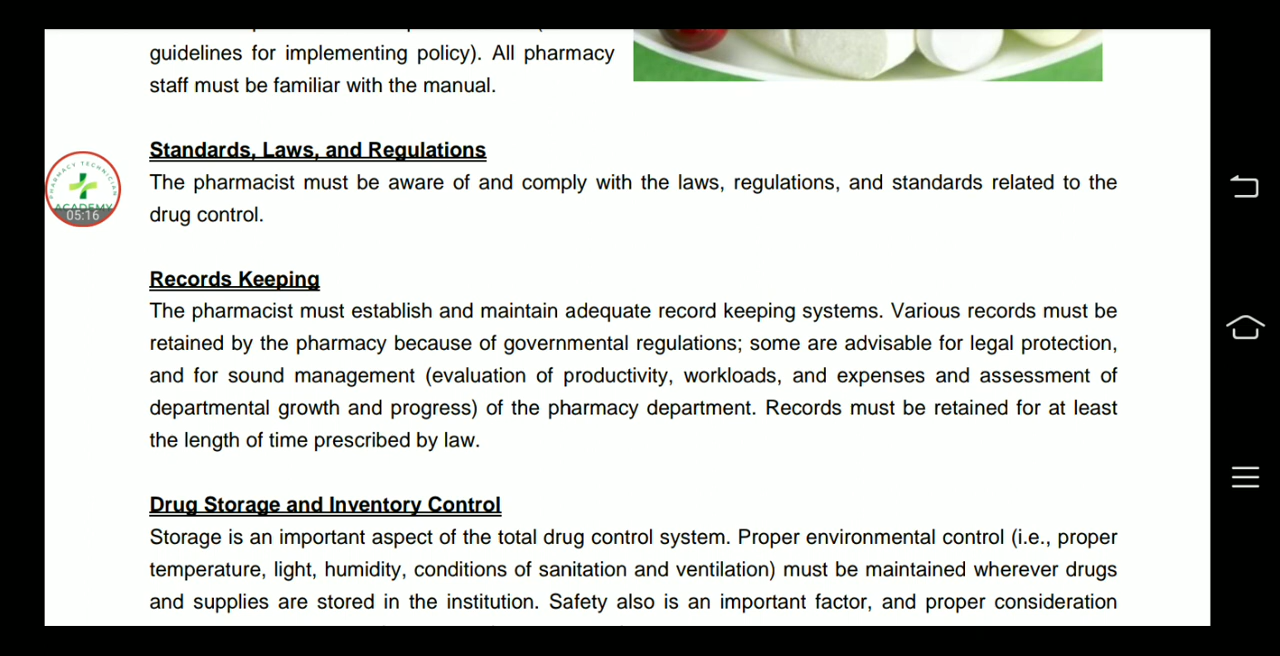 guidelines for implementing policy). All pharmacy
staff must be familiar with the manual.
Standards, Laws, and Regulations
The pharmacist must be aware of and comply with the laws, regulations, and standards related to the
drug control.
PHARMACY TECHNICIAN
ACADEMY
05:16
Records Keeping
The pharmacist must establish and maintain adequate record keeping systems. Various records must be
retained by the pharmacy because of governmental regulations; some are advisable for legal protection,
and for sound management (evaluation of productivity, workloads, and expenses and assessment of
departmental growth and progress) of the pharmacy department. Records must be retained for at least
the length of time prescribed by law.
Drug Storage and Inventory Control
Storage is an important aspect of the total drug control system. Proper environmental control (i.e., proper
temperature, light, humidity, conditions of sanitation and ventilation) must be maintained wherever drugs
and supplies are stored in the institution. Safety also is an important factor, and proper consideration